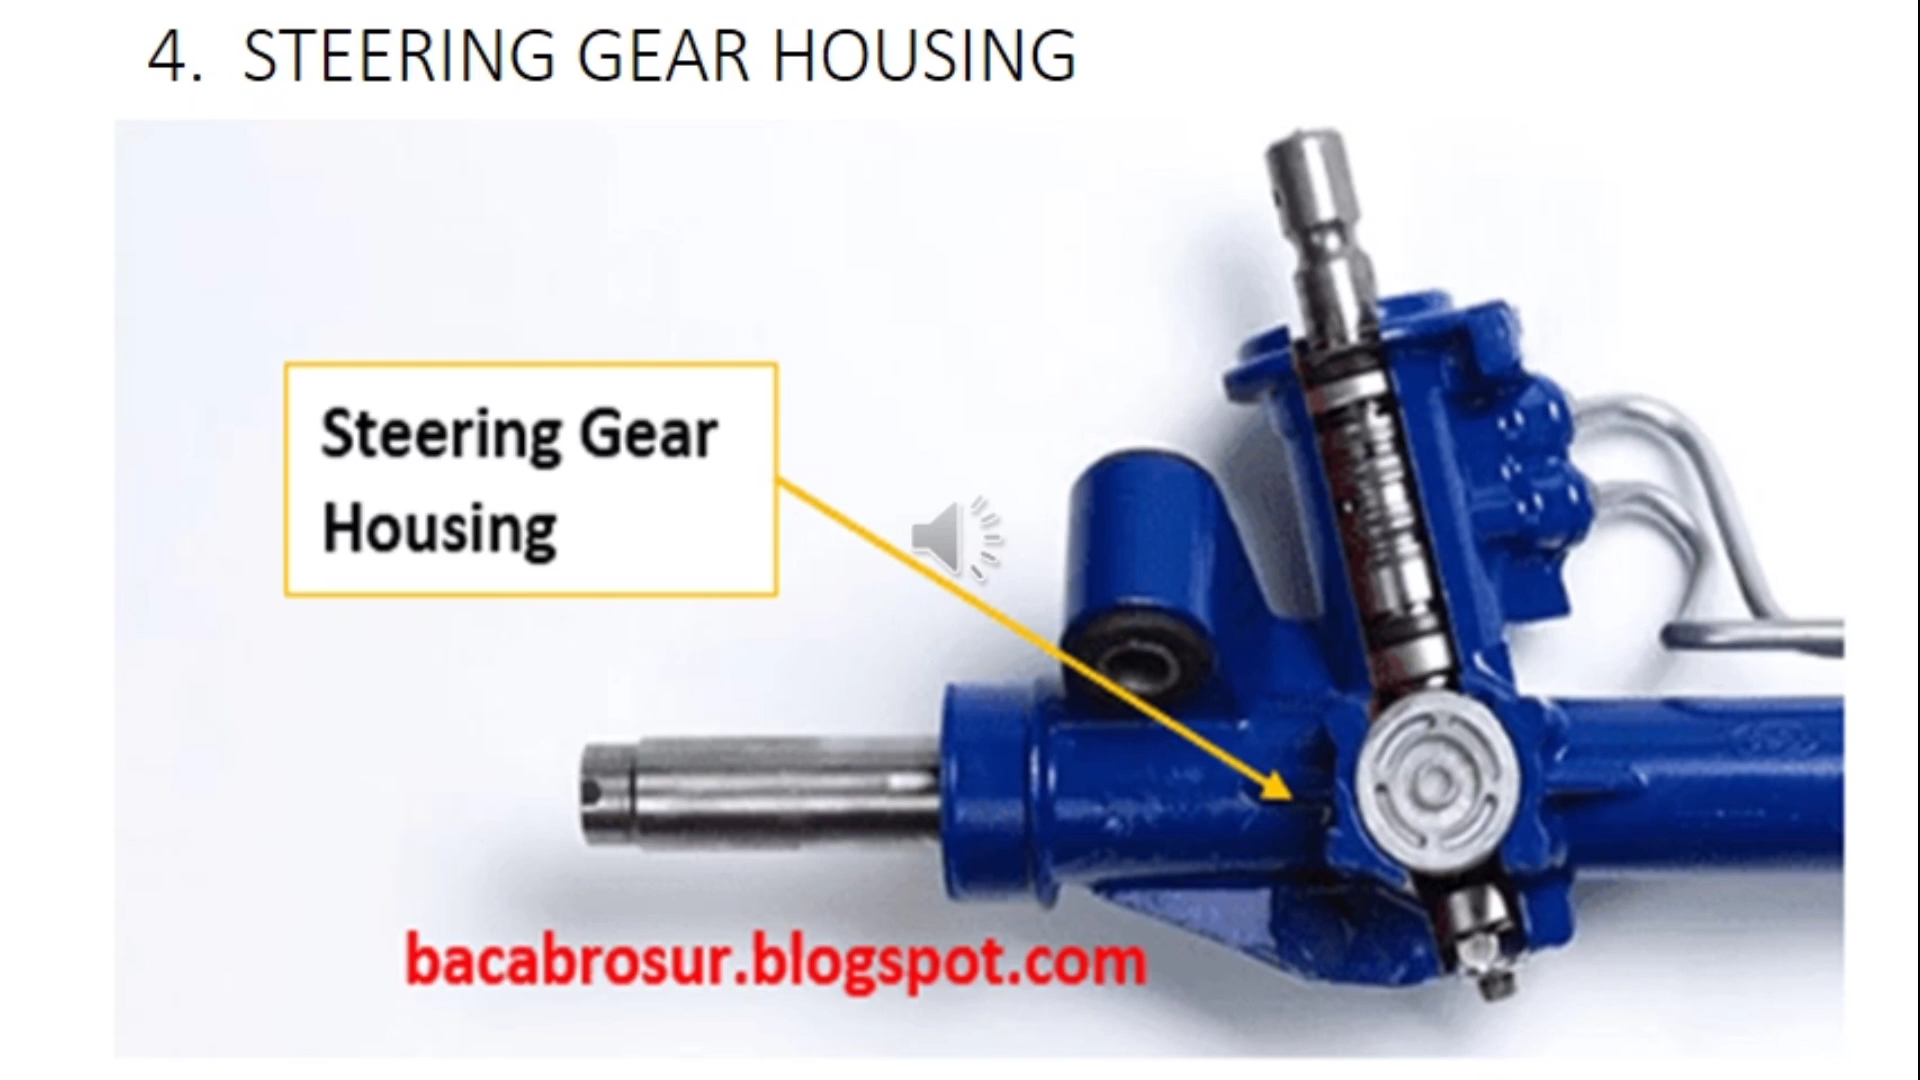 4. STEERING GEAR HOUSING
Steering Gear
Housing
bacabrosur.blogspot.com